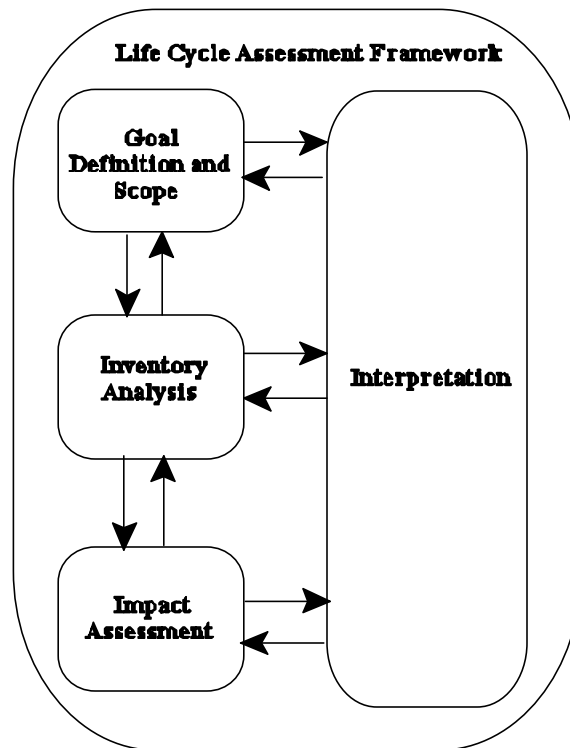 Life Cycle Assessment Framework
Goal
Definition and
Scope
Inventory
Analysis
Interpretation
Impact
Assessment